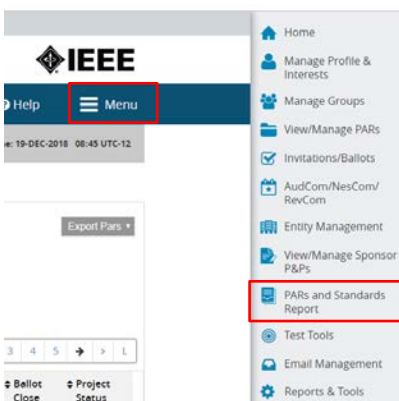 IEEE
Help
Menu
e: 19-DEC-2018 08:45 UTC-12
Export Pars
3 4 5 → > L
Ballot Close
Project Status
Home
Manage Profile &
Interests
Manage Groups
View/Manage PARs
Invitations/Ballots
AudCom/NesCom/
RevCom
Entity Management
View/Manage Sponsor
P&Ps
PARs and Standards
Report
Test Tools
Email Management
Reports & Tools